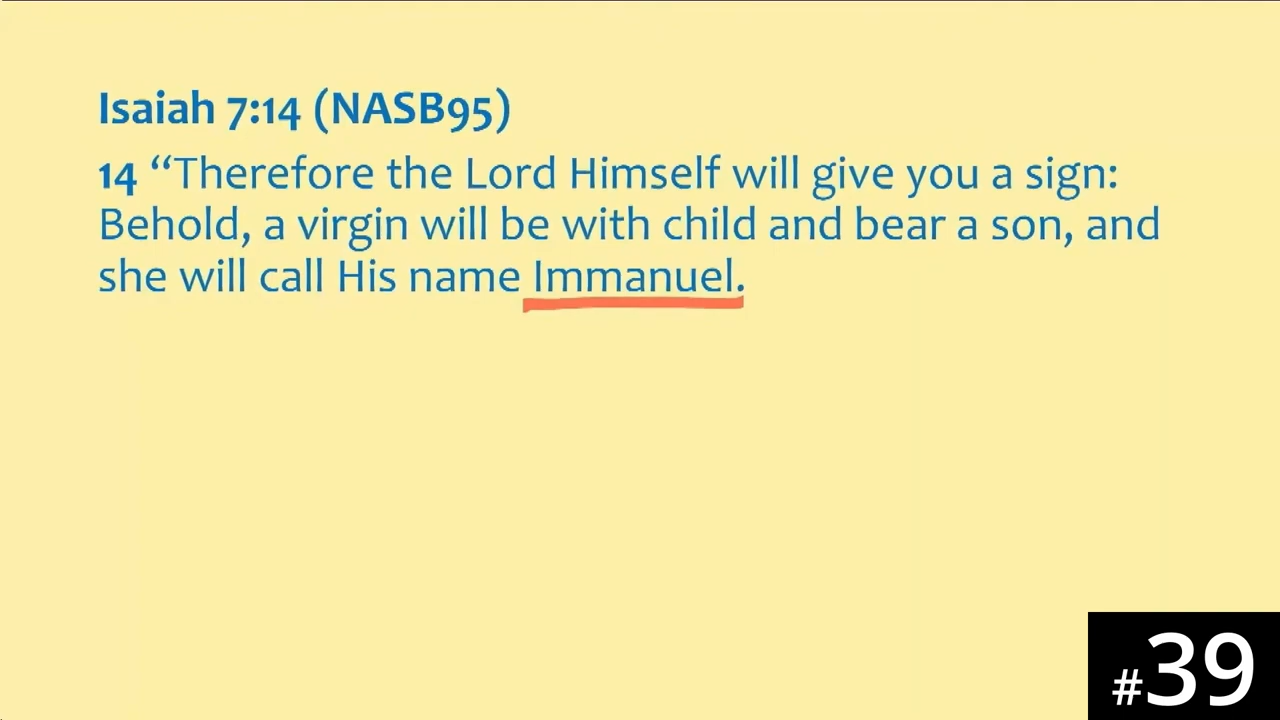 Isaiah 7:14 (NASB95)
14 “Therefore the Lord Himself will give you a sign:
Behold, a virgin will be with child and bear a son, and
she will call His name Immanuel.
#39